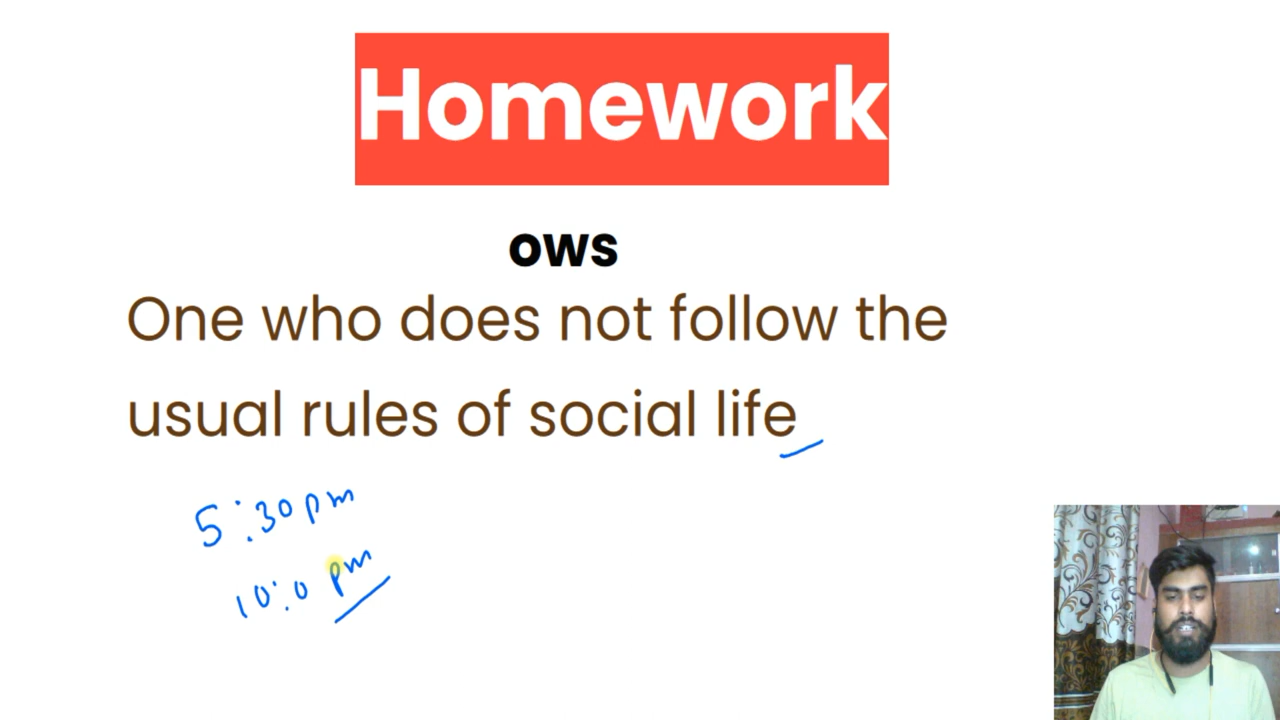 Homework
ows
One who does not follow the
usual rules of social life
5:30 pm
10:0 pm